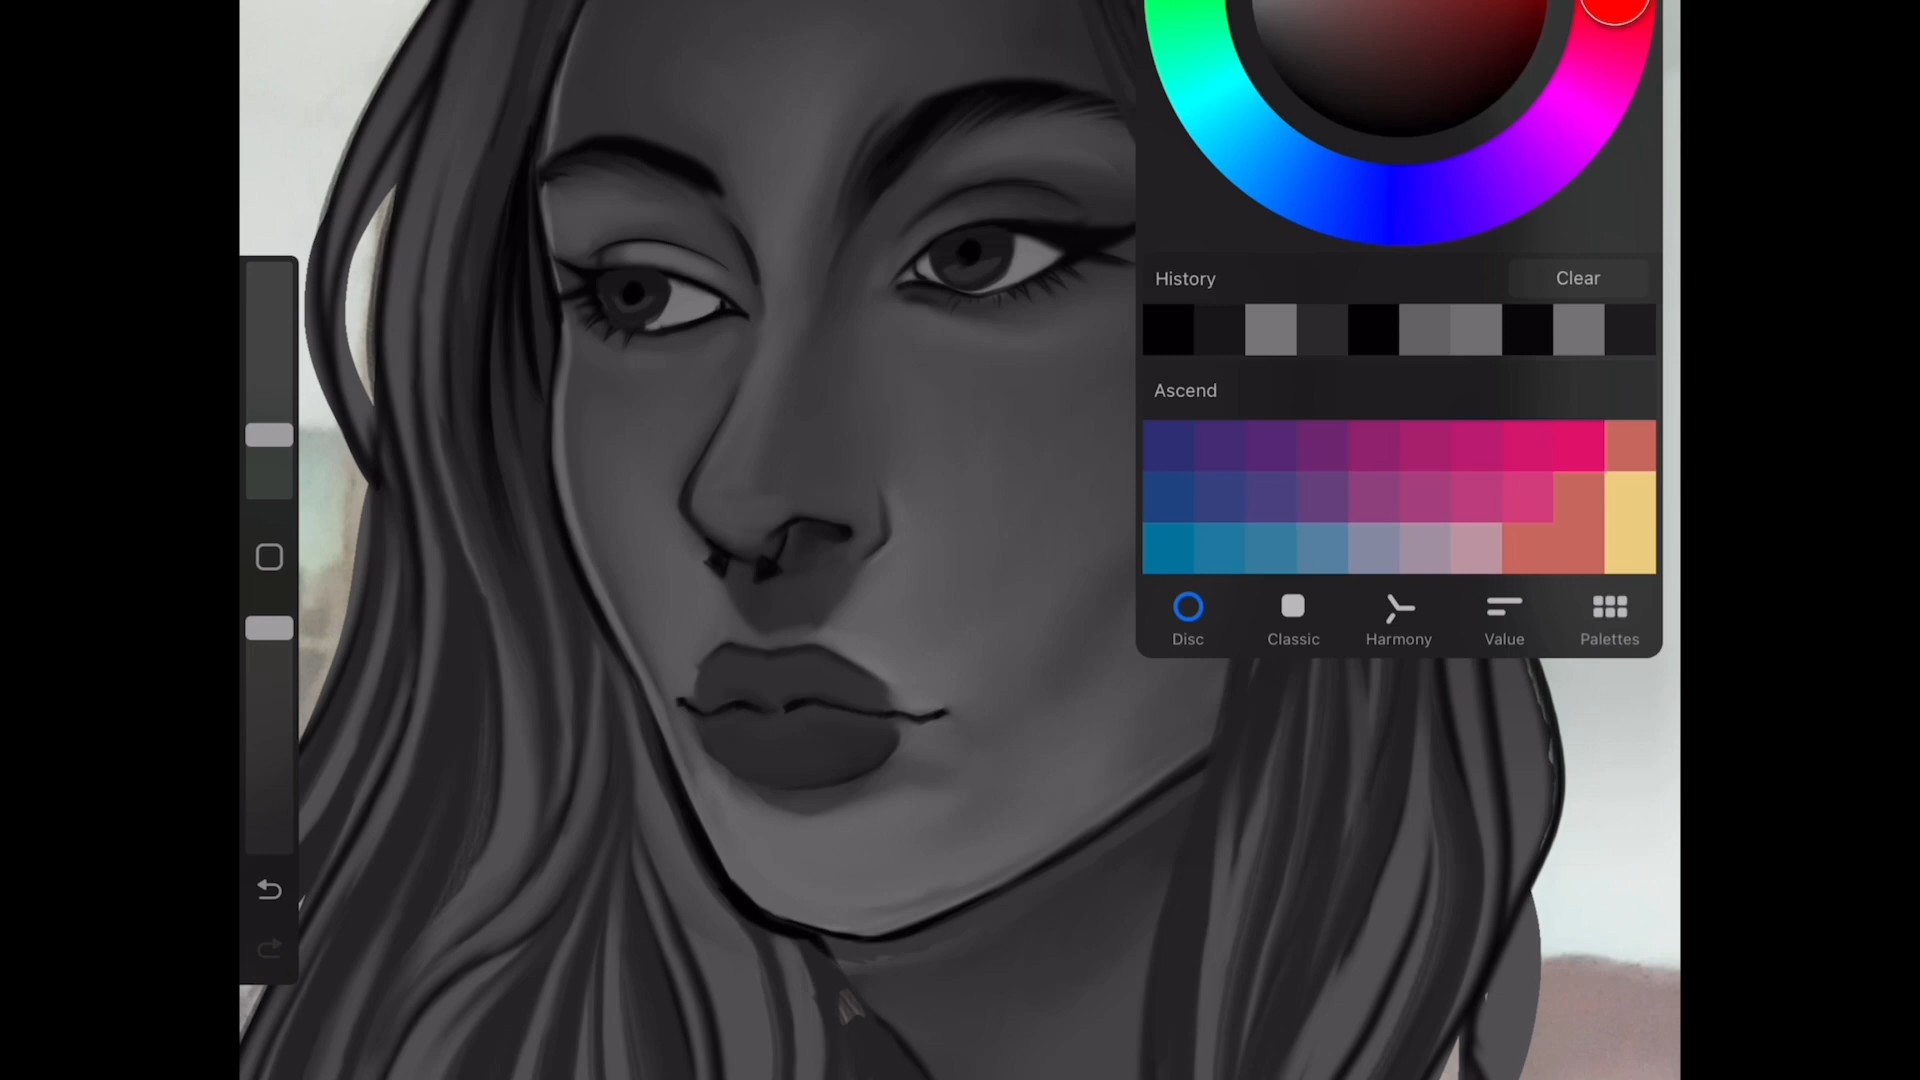 History
Clear
Ascend
Disc
Classic
Harmony
Value
Palettes